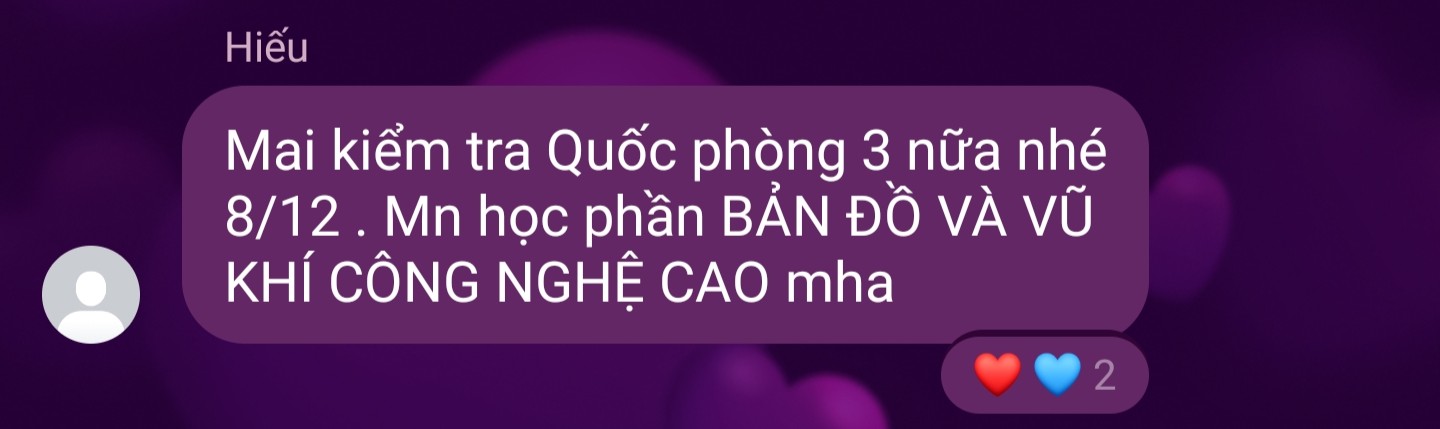 Hiếu
Mai kiểm tra Quốc phòng 3 nữa nhé
8/12 . Mn học phần BẢN ĐỒ VÀ VŨ
KHÍ CÔNG NGHỆ CAO mha
2